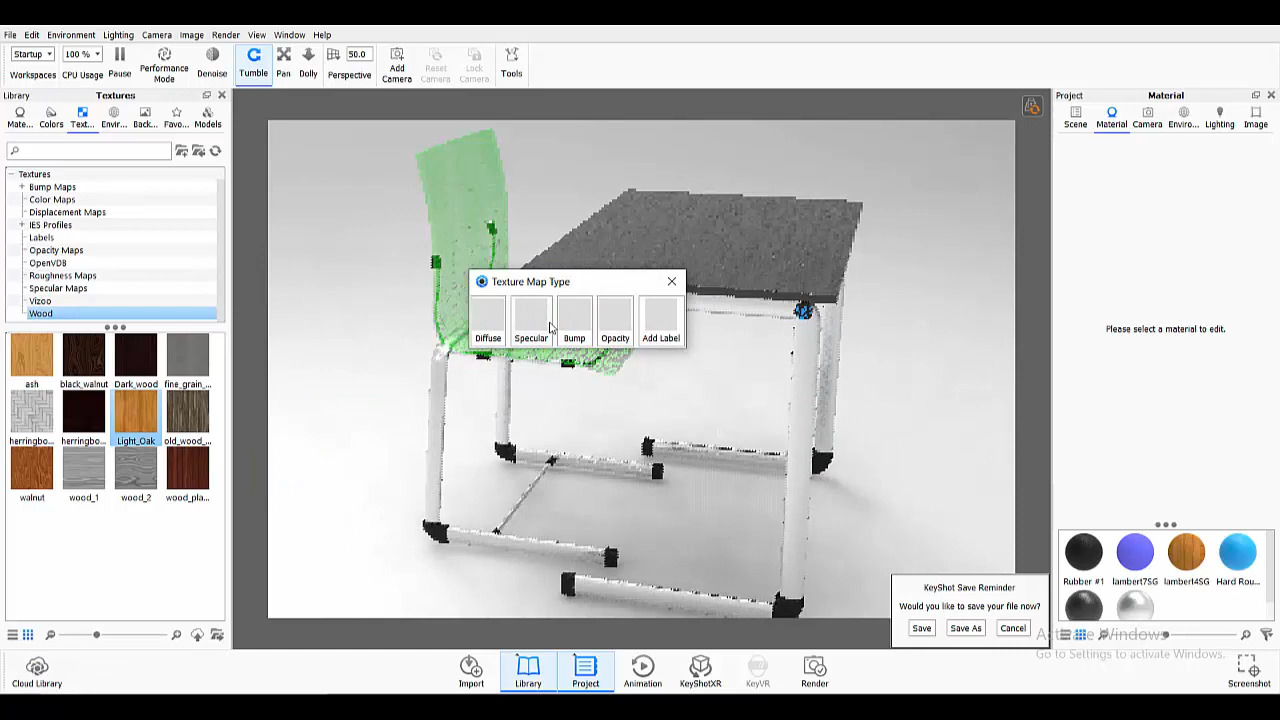 File Edit Environment Lighting Camera Image Render View Window Help
Startup 100 % 50.0
Workspaces CPU Usage Pause Performance Mode Denoise Tumble Pan Dolly Perspective Add Camera Reset Camera Lock Camera Tools
Library Textures
Mate... Colors Text... Envir... Back... Favo... Models
Textures
Bump Maps
Color Maps
Displacement Maps
IES Profiles
Labels
Opacity Maps
OpenVDB
Roughness Maps
Specular Maps
Vizoo
Wood
ash black_walnut Dark_wood fine_grain_...
herringbo... herringbo... Light_Oak old_wood_...
walnut wood_1 wood_2 wood_pla...
Texture Map Type
Diffuse Specular Bump Opacity Add Label
Project Material
Scene Material Camera Enviro... Lighting Image
Please select a material to edit.
Rubber #1 lambert7SG lambert4SG Hard Rou...
KeyShot Save Reminder
Would you like to save your file now?
Save Save As Cancel
Activate Windows
Go to Settings to activate Windows.
Cloud Library Import Library Project Animation KeyShotXR KeyVR Render Screenshot